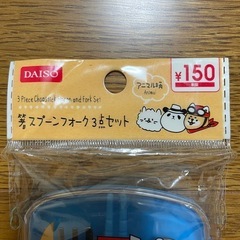 DAISO
アニマル柄
¥150
3 Piece Chopsticks, Spoon and Fork Set
箸・スプーンフォーク3点セット